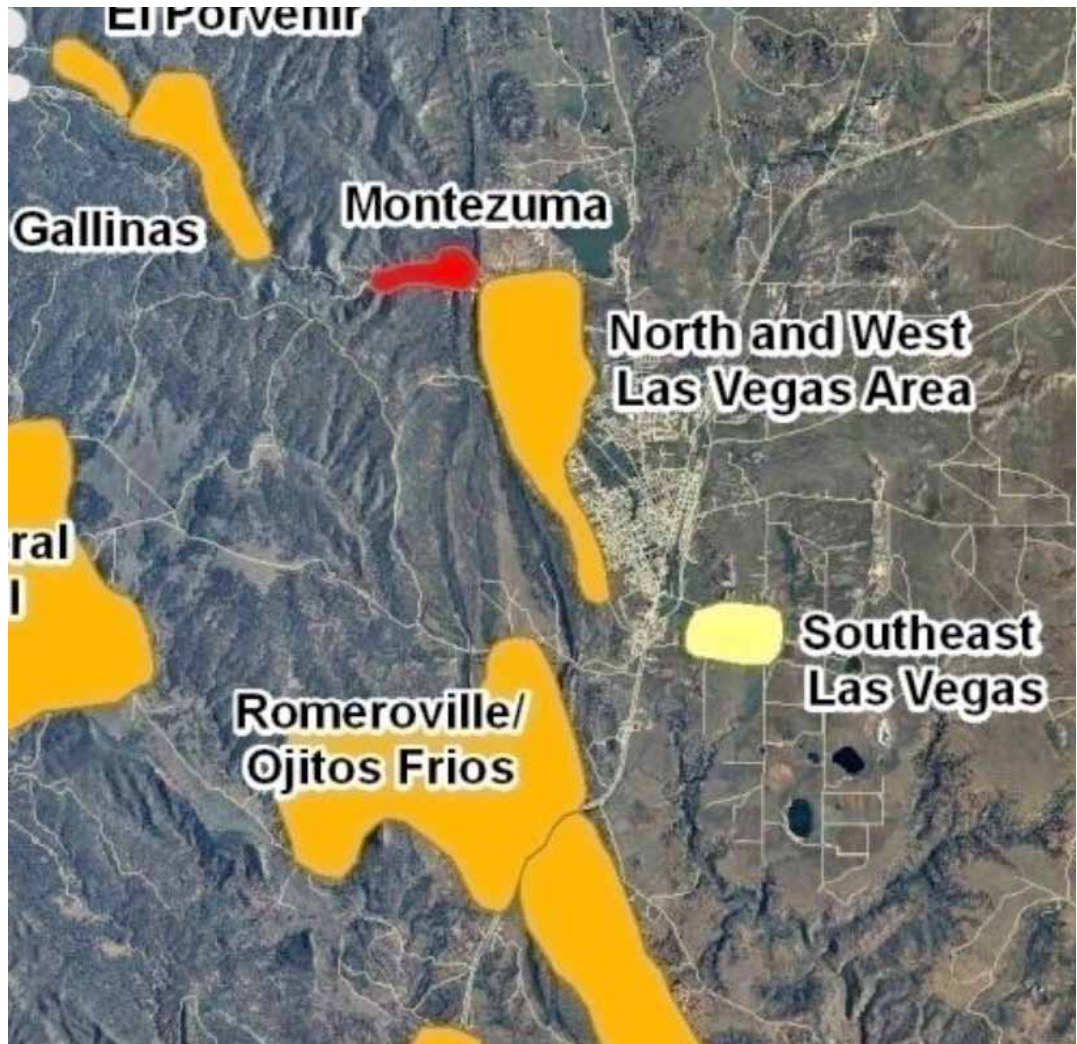 El Porvenir
Montezuma
Gallinas
North and West
Las Vegas Area
ral
l
Southeast
Las Vegas
Romeroville/
Ojitos Frios